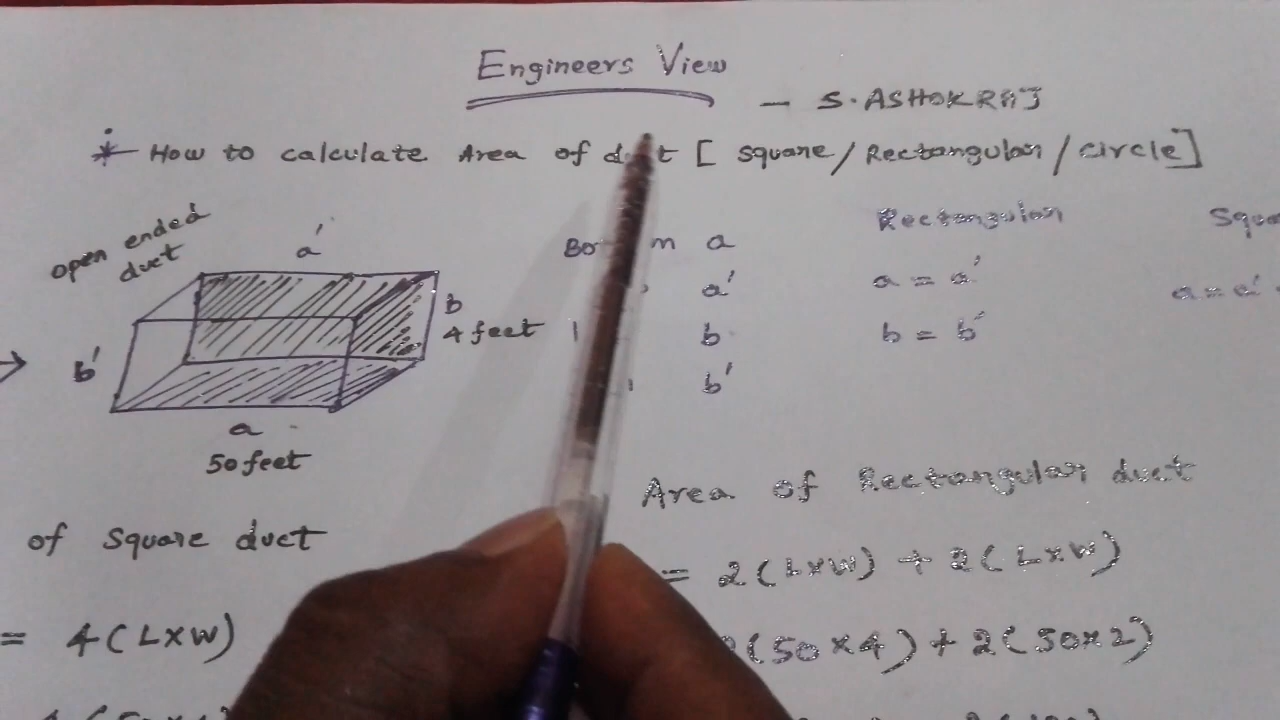 Engineers View
- S. ASHOKRAJ
* How to calculate Area of [ square / Rectangular / circle ]
open ended duct
a'
b
4 feet
b'
a
50 feet
a
a'
b
b'
Rectangular
a = a'
b = b'
a = a'
of square duct
= 4 ( L x W )
Area of Rectangular duct
= 2 ( L x W ) + 2 ( L x W )
( 50 x 4 ) + 2 ( 50 x 2 )